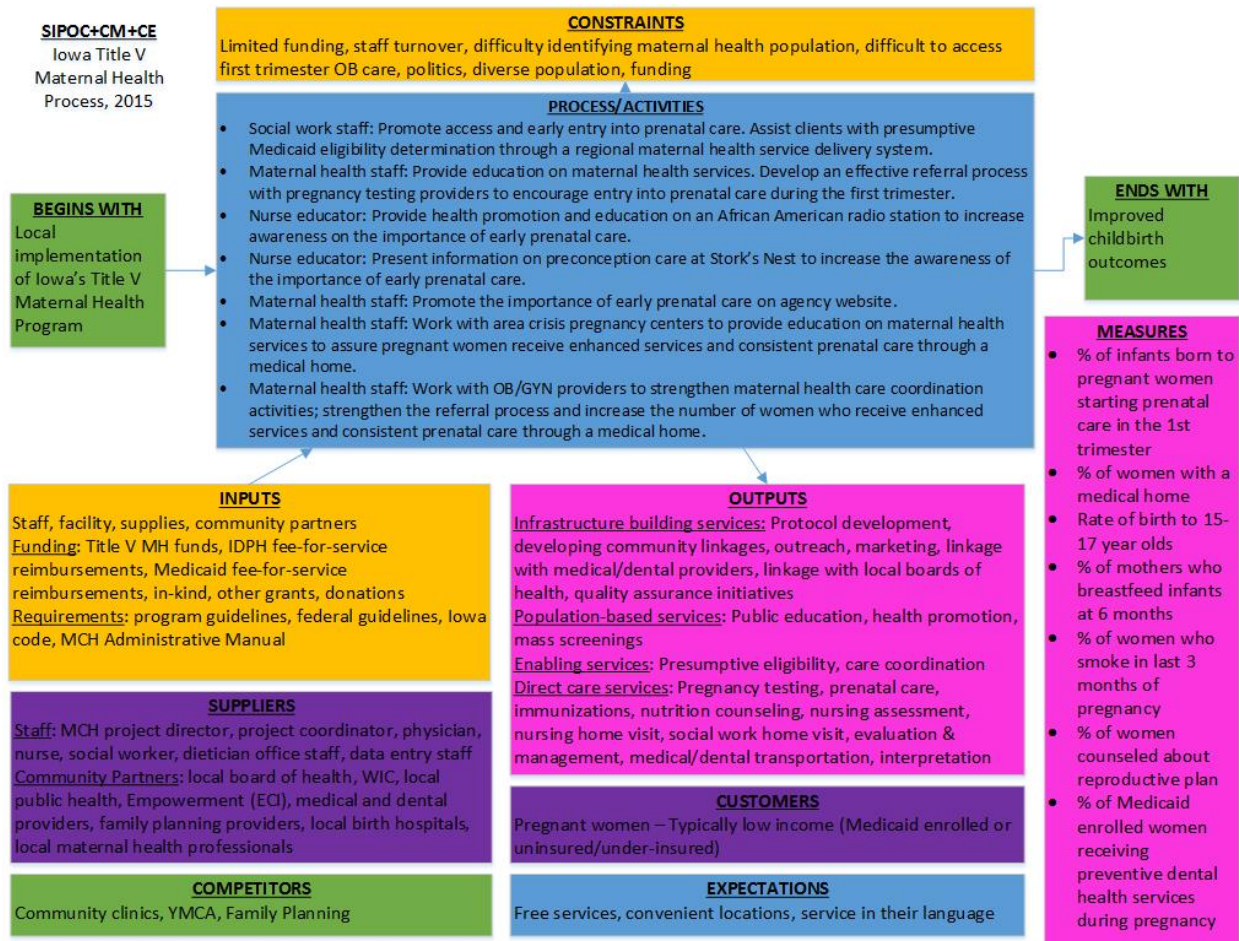 SIPOC+CM+CE
Iowa Title V
Maternal Health
Process, 2015
CONSTRAINTS
Limited funding, staff turnover, difficulty identifying maternal health population, difficult to access
first trimester OB care, politics, diverse population, funding
PROCESS/ACTIVITIES
• Social work staff: Promote access and early entry into prenatal care. Assist clients with presumptive
Medicaid eligibility determination through a regional maternal health service delivery system.
• Maternal health staff: Provide education on maternal health services. Develop an effective referral process
with pregnancy testing providers to encourage entry into prenatal care during the first trimester.
• Nurse educator: Provide health promotion and education on an African American radio station to increase
awareness on the importance of early prenatal care.
• Nurse educator: Present information on preconception care at Stork's Nest to increase the awareness of
the importance of early prenatal care.
• Maternal health staff: Promote the importance of early prenatal care on agency website.
• Maternal health staff: Work with area crisis pregnancy centers to provide education on maternal health
services to assure pregnant women receive enhanced services and consistent prenatal care through a
medical home.
• Maternal health staff: Work with OB/GYN providers to strengthen maternal health care coordination
activities; strengthen the referral process and increase the number of women who receive enhanced
services and consistent prenatal care through a medical home.
BEGINS WITH
Local
implementation
of Iowa's Title V
Maternal Health
Program
ENDS WITH
Improved
childbirth
outcomes
INPUTS
Staff, facility, supplies, community partners
Funding: Title V MH funds, IDPH fee-for-service
reimbursements, Medicaid fee-for-service
reimbursements, in-kind, other grants, donations
Requirements: program guidelines, federal guidelines, Iowa
code, MCH Administrative Manual
SUPPLIERS
Staff: MCH project director, project coordinator, physician,
nurse, social worker, dietician office staff, data entry staff
Community Partners: local board of health, WIC, local
public health, Empowerment (ECI), medical and dental
providers, family planning providers, local birth hospitals,
local maternal health professionals
COMPETITORS
Community clinics, YMCA, Family Planning
OUTPUTS
Infrastructure building services: Protocol development,
developing community linkages, outreach, marketing, linkage
with medical/dental providers, linkage with local boards of
health, quality assurance initiatives
Population-based services: Public education, health promotion,
mass screenings
Enabling services: Presumptive eligibility, care coordination
Direct care services: Pregnancy testing, prenatal care,
immunizations, nutrition counseling, nursing assessment,
nursing home visit, social work home visit, evaluation &
management, medical/dental transportation, interpretation
CUSTOMERS
Pregnant women – Typically low income (Medicaid enrolled or
uninsured/under-insured)
EXPECTATIONS
Free services, convenient locations, service in their language
MEASURES
• % of infants born to
pregnant women
starting prenatal
care in the 1st
trimester
• % of women with a
medical home
• Rate of birth to 15-
17 year olds
• % of mothers who
breastfeed infants
at 6 months
• % of women who
smoke in last 3
months of
pregnancy
• % of women
counseled about
reproductive plan
• % of Medicaid
enrolled women
receiving
preventive dental
health services
during pregnancy